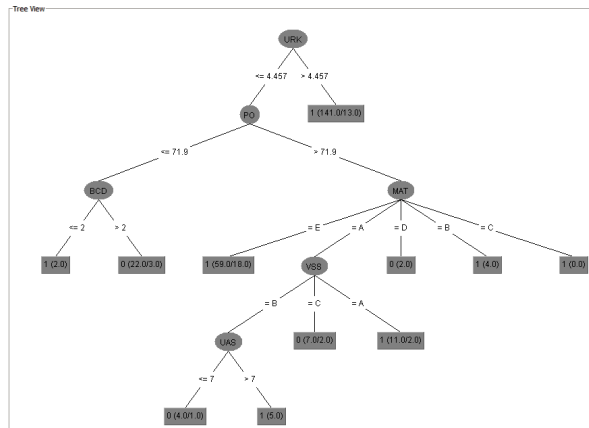 Tree View
URK
<= 4.457 > 4.457
PO 1 (141.0/13.0)
<= 71.9 > 71.9
BCD MAT
<= 2 > 2 = E = A = D = B = C
1 (2.0) 0 (22.0/3.0) 1 (59.0/18.0) VSS 0 (2.0) 1 (4.0) 1 (0.0)
= B = C = A
UAS 0 (7.0/2.0) 1 (11.0/2.0)
<= 7 > 7
0 (4.0/1.0) 1 (5.0)